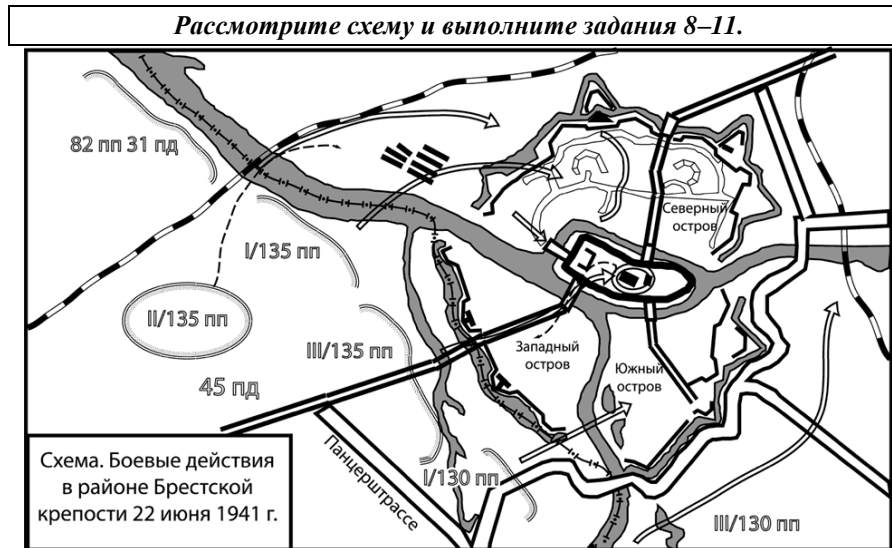 Рассмотрите схему и выполните задания 8–11.
82 пп 31 пд
I/135 пп
II/135 пп
III/135 пп
45 пд
Северный
остров
Западный
остров
Южный
остров
I/130 пп
III/130 пп
Панцерштрассе
Схема. Боевые действия
в районе Брестской
крепости 22 июня 1941 г.